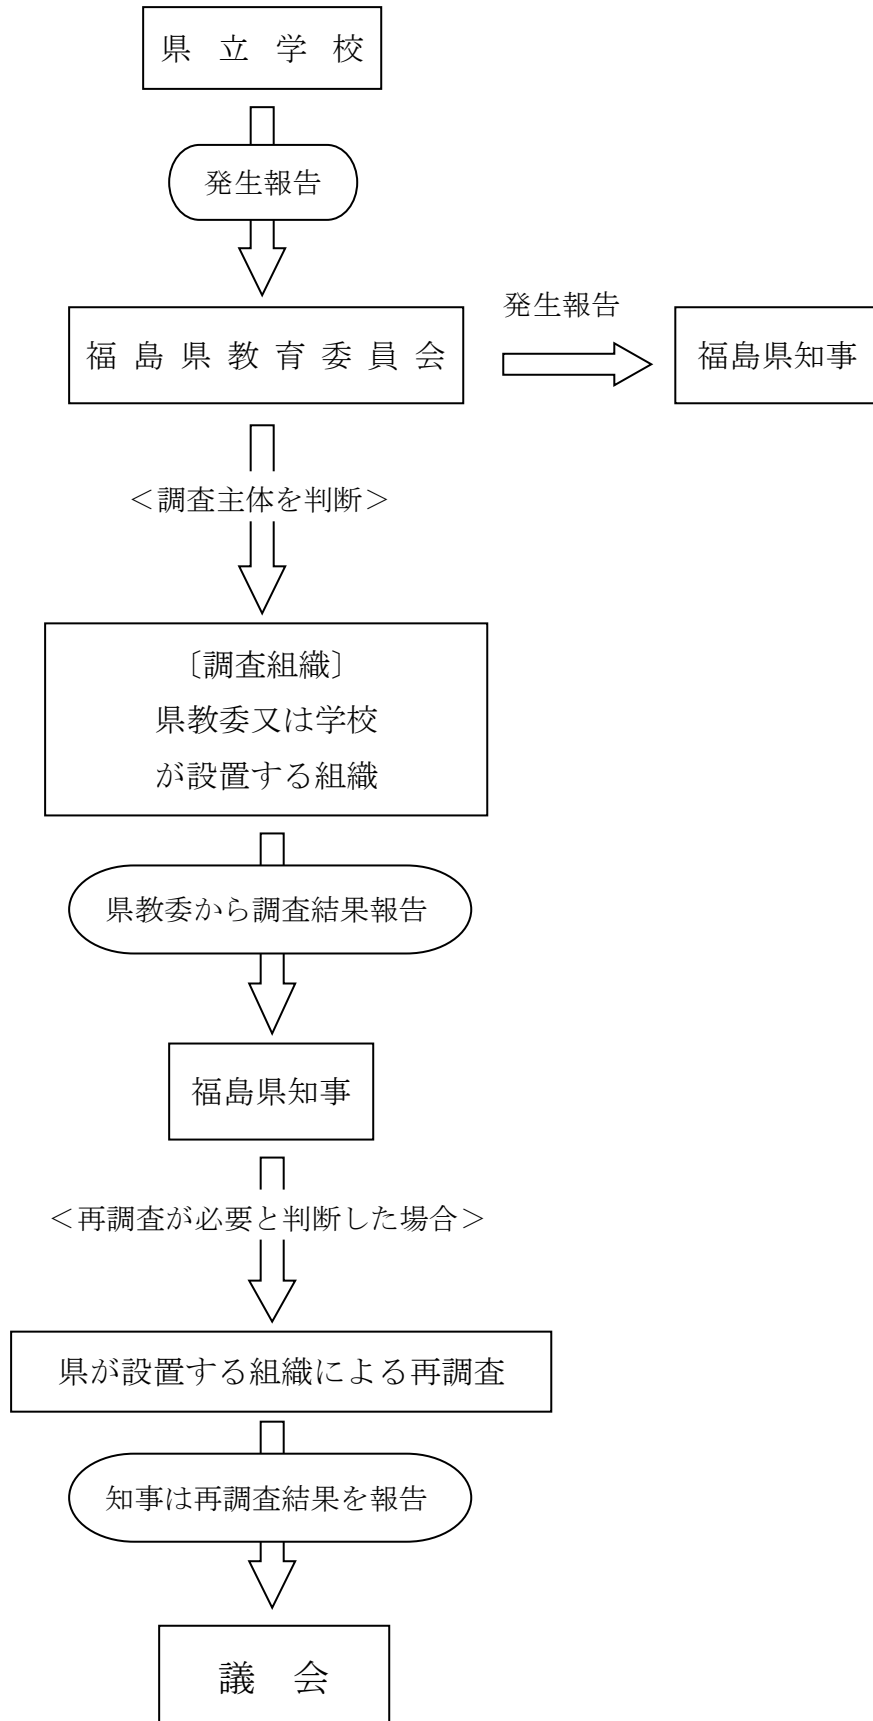 県立学校
発生報告
福島県教育委員会
発生報告
福島県知事
＜調査主体を判断＞
〔調査組織〕
県教委又は学校
が設置する組織
県教委から調査結果報告
福島県知事
＜再調査が必要と判断した場合＞
県が設置する組織による再調査
知事は再調査結果を報告
議　会